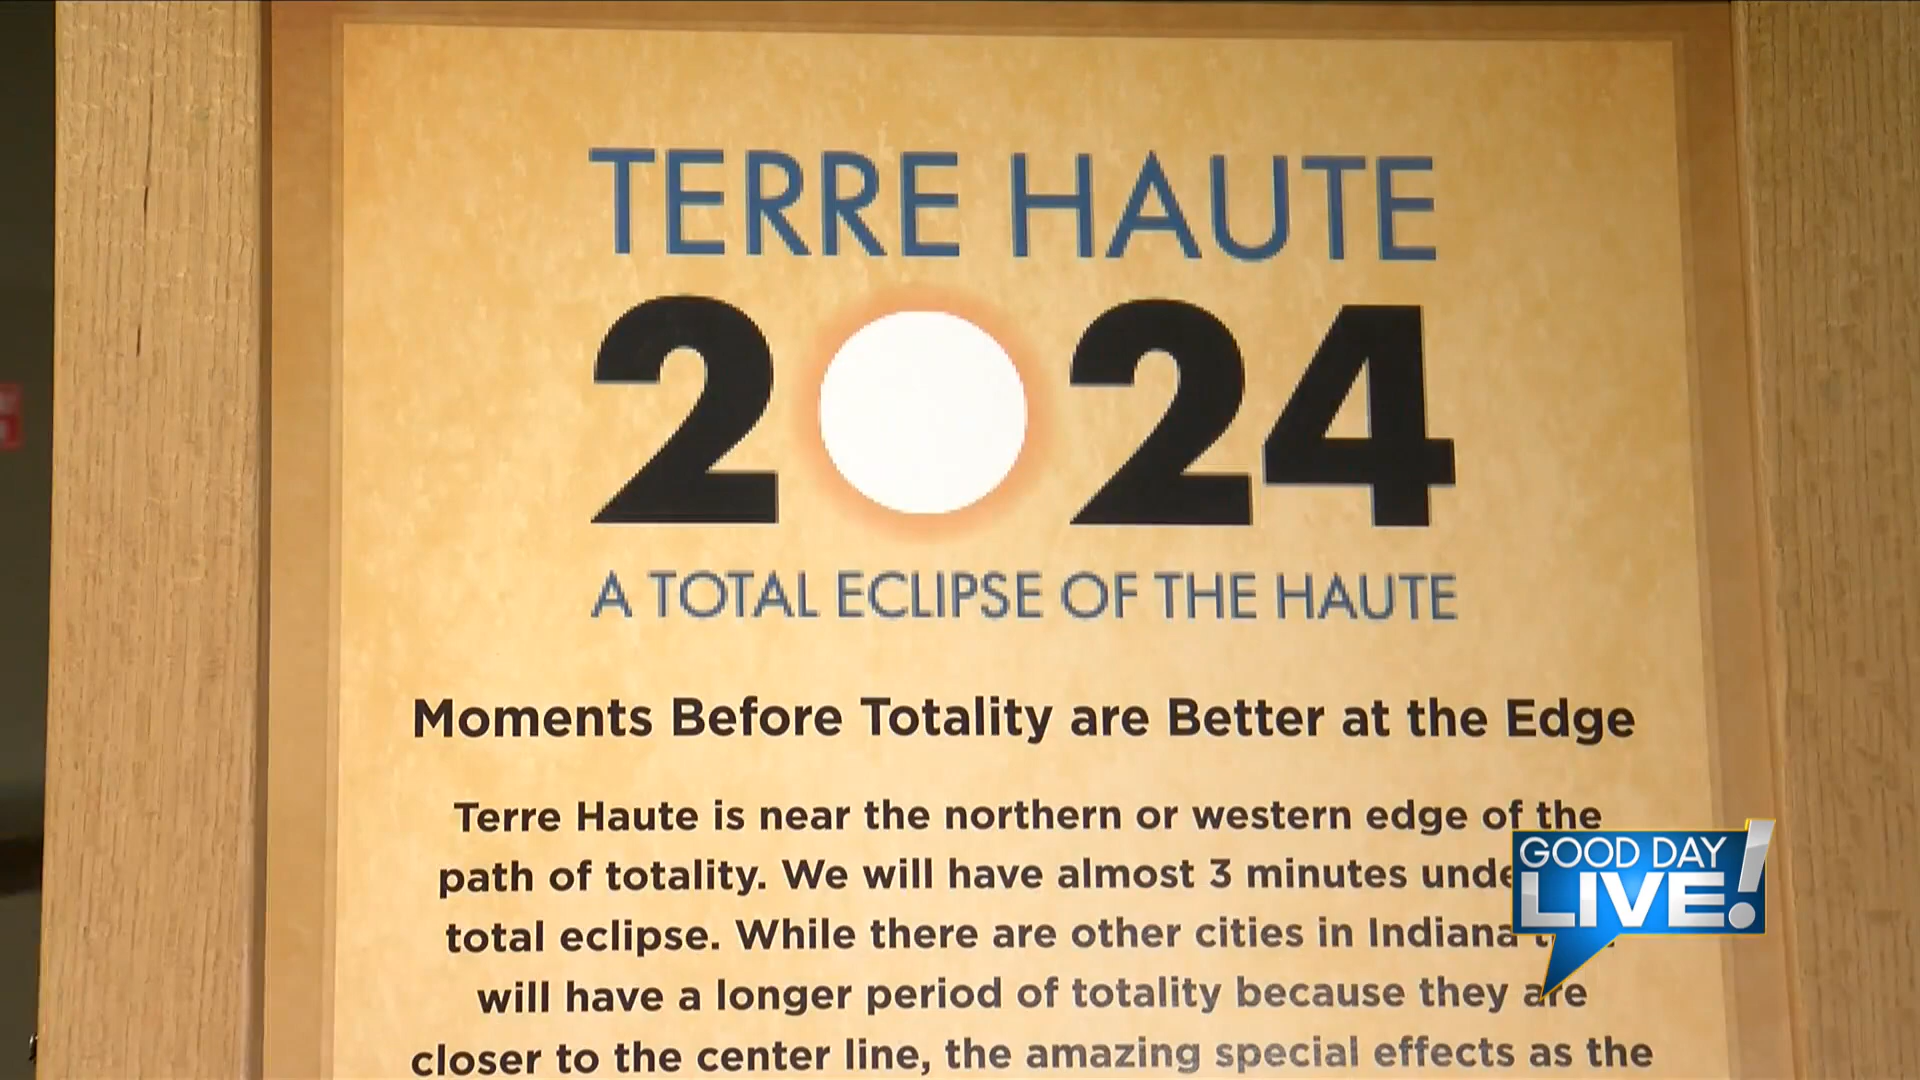 TERRE HAUTE
2024
A TOTAL ECLIPSE OF THE HAUTE
Moments Before Totality are Better at the Edge
Terre Haute is near the northern or western edge of the
path of totality. We will have almost 3 minutes
total eclipse. While there are other cities in Indiana
will have a longer period of totality because they are
closer to the center line, the amazing special effects as the
GOOD DAY
LIVE!